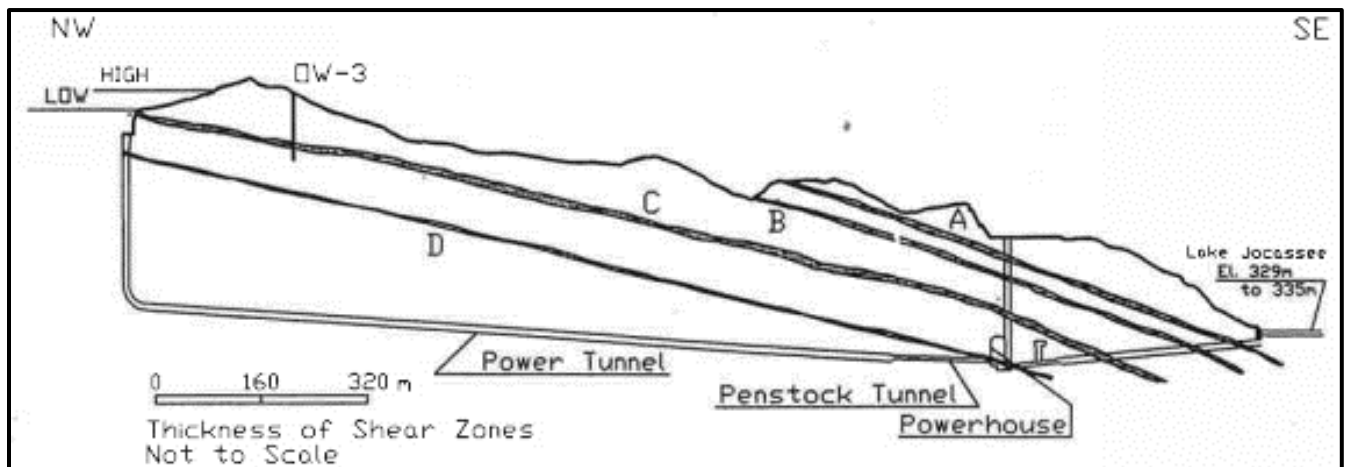 NW
SE
HIGH
OW-3
LOW
C
B
A
D
Lake Jocassee
El. 329m
to 335m
T
Power Tunnel
0 160 320 m
Penstock Tunnel
Powerhouse
Thickness of Shear Zones
Not to Scale